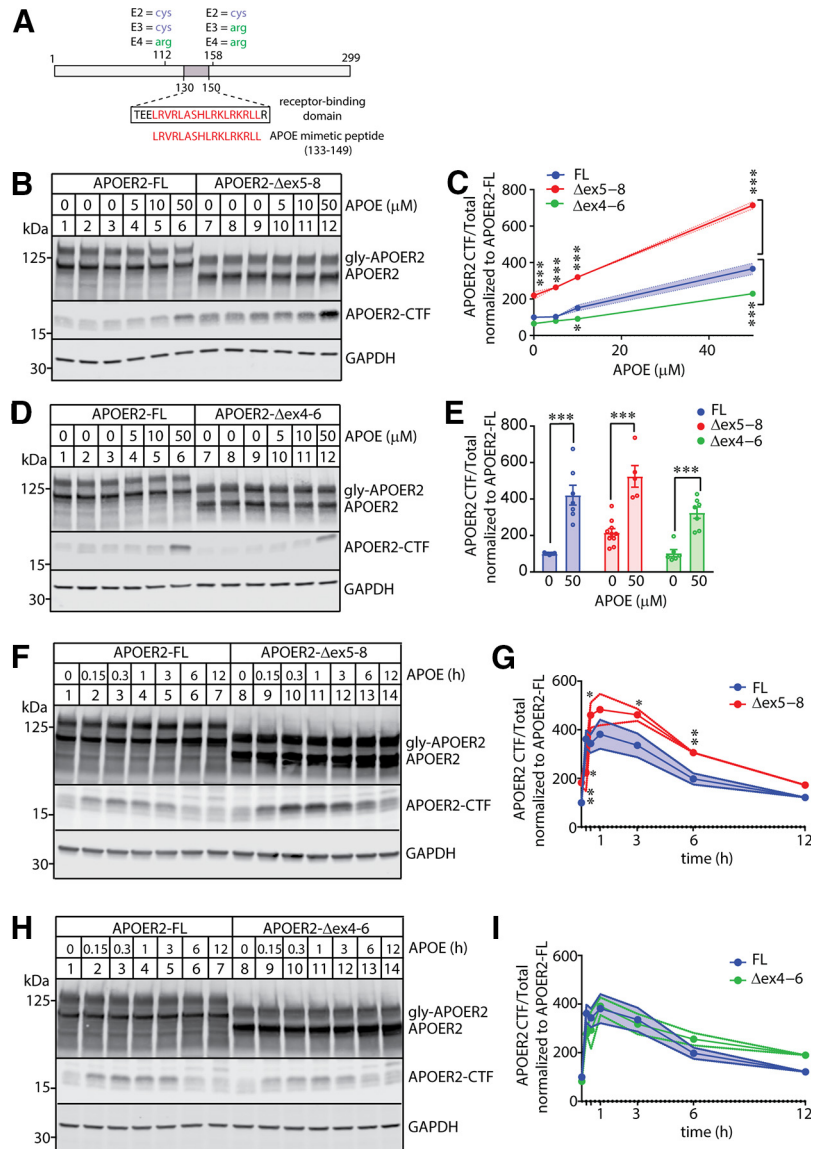 A
E2 = cys E2 = cys
E3 = cys E3 = arg
E4 = arg E4 = arg
1 112 158 299
130 150
TEELRVRLASHLRKLRKRLLR receptor-binding domain
LRVRLASHLRKLRKRLL APOE mimetic peptide (133-149)
B
APOER2-FL APOER2-Δex5-8
0 0 0 5 10 50 0 0 0 5 10 50 APOE (μM)
1 2 3 4 5 6 7 8 9 10 11 12
kDa
125 gly-APOER2
APOER2
APOER2-CTF
15
GAPDH
30
C
FL
Δex5–8
Δex4–6
APOER2 CTF/Total
normalized to APOER2-FL
800
600
400
200
0
0 20 40
APOE (μM)
*** *** *** ***
* ***
D
APOER2-FL APOER2-Δex4-6
0 0 0 5 10 50 0 0 0 5 10 50 APOE (μM)
1 2 3 4 5 6 7 8 9 10 11 12
kDa
125 gly-APOER2
APOER2
APOER2-CTF
15
GAPDH
30
E
FL
Δex5–8
Δex4–6
APOER2 CTF/Total
normalized to APOER2-FL
800
600
400
200
0
*** *** ***
0 50 0 50 0 50
APOE (μM)
F
APOER2-FL APOER2-Δex5-8
0 0.15 0.3 1 3 6 12 0 0.15 0.3 1 3 6 12 APOE (h)
1 2 3 4 5 6 7 8 9 10 11 12 13 14
kDa
125
gly-APOER2
APOER2
APOER2-CTF
15
GAPDH
30
G
FL
Δex5–8
APOER2 CTF/Total
normalized to APOER2-FL
600
400
200
0
* * **
* **
1 3 6 12
time (h)
H
APOER2-FL APOER2-Δex4-6
0 0.15 0.3 1 3 6 12 0 0.15 0.3 1 3 6 12 APOE (h)
1 2 3 4 5 6 7 8 9 10 11 12 13 14
kDa
125
gly-APOER2
APOER2
APOER2-CTF
15
GAPDH
30
I
FL
Δex4–6
APOER2 CTF/Total
normalized to APOER2-FL
600
400
200
0
1 3 6 12
time (h)